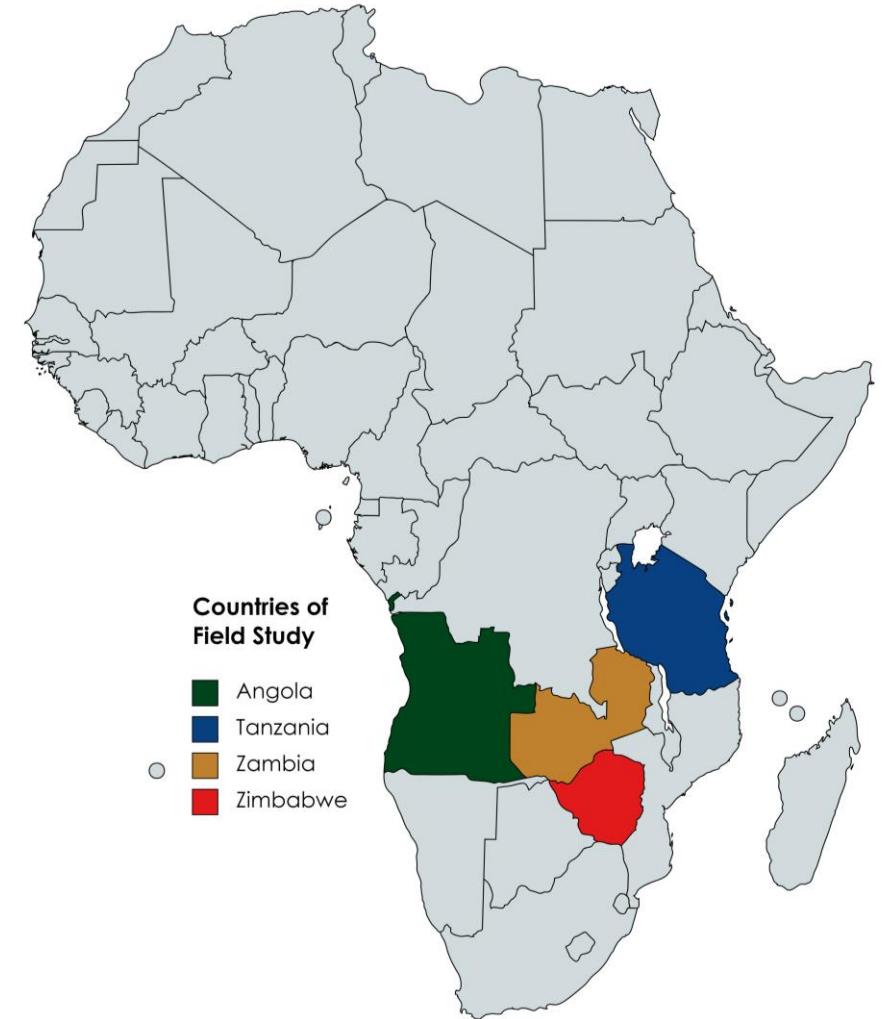 Countries of
Field Study
Angola
Tanzania
Zambia
Zimbabwe